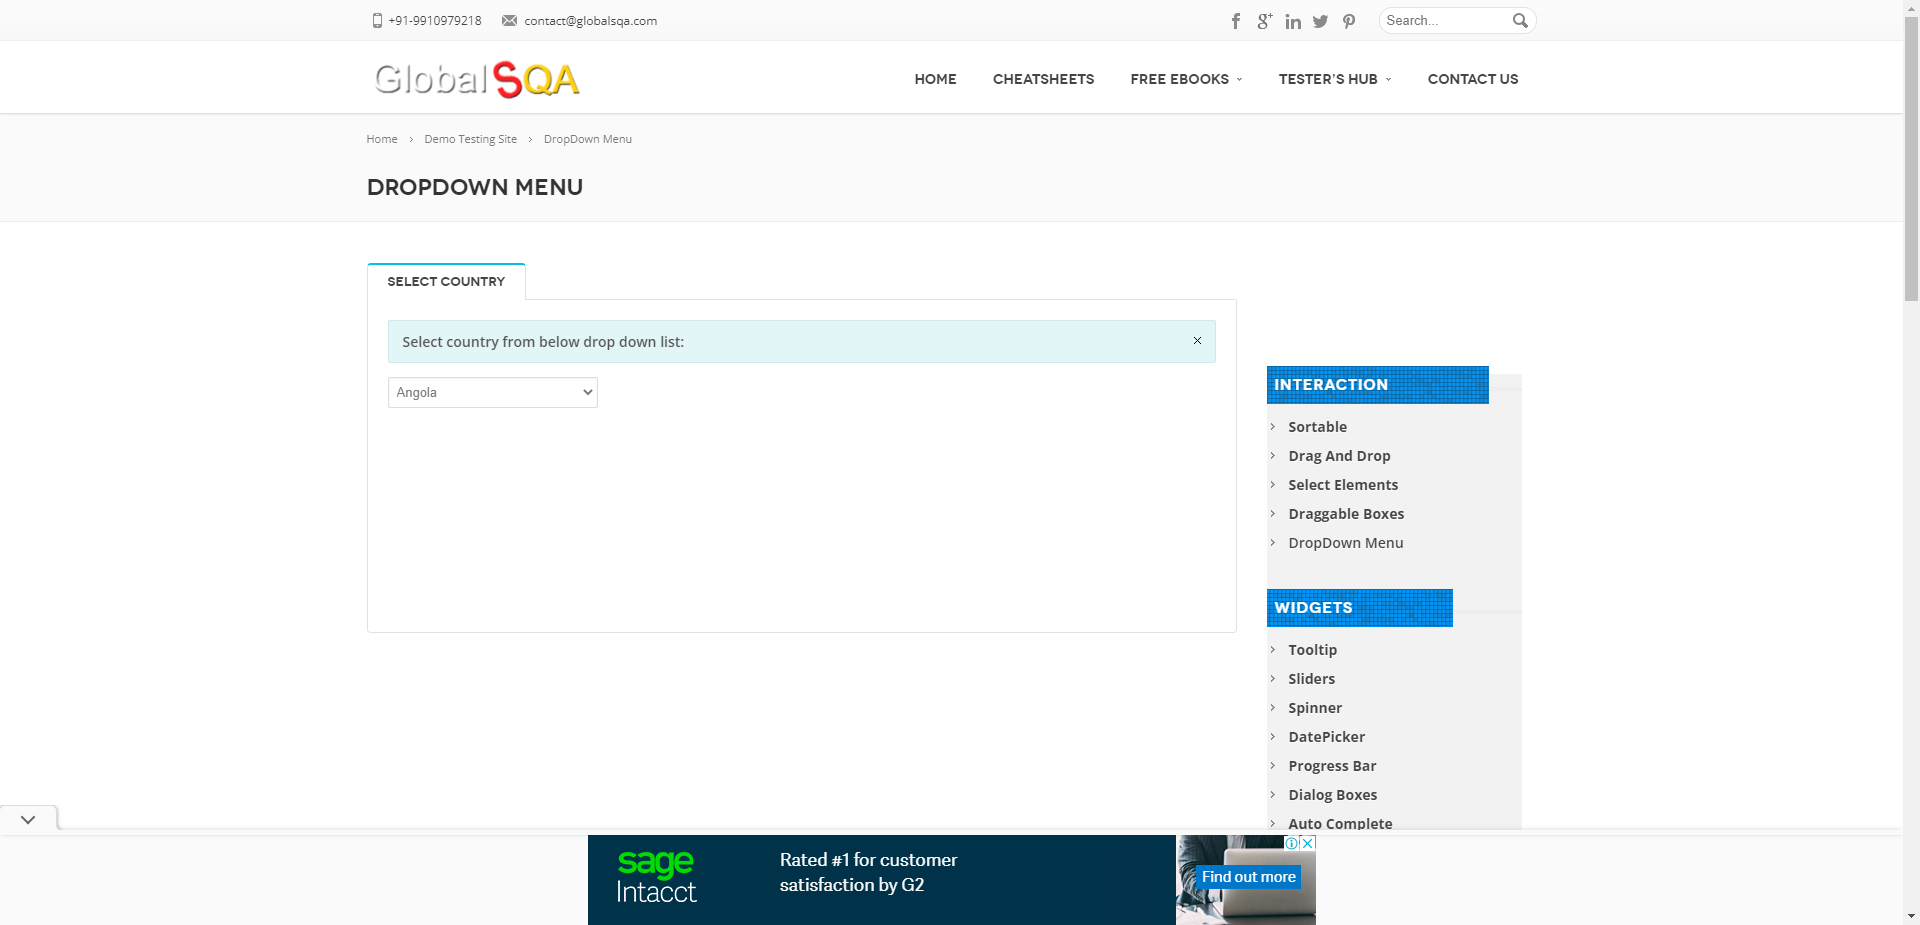 +91-9910979218 contact@globalsqa.com Search...
GlobalSQA HOME CHEATSHEETS FREE EBOOKS TESTER'S HUB CONTACT US
Home > Demo Testing Site > DropDown Menu
DROPDOWN MENU
SELECT COUNTRY
Select country from below drop down list:
Angola
INTERACTION
Sortable
Drag And Drop
Select Elements
Draggable Boxes
DropDown Menu
WIDGETS
Tooltip
Sliders
Spinner
DatePicker
Progress Bar
Dialog Boxes
Auto Complete
sage
Intacct
Rated #1 for customer
satisfaction by G2
Find out more